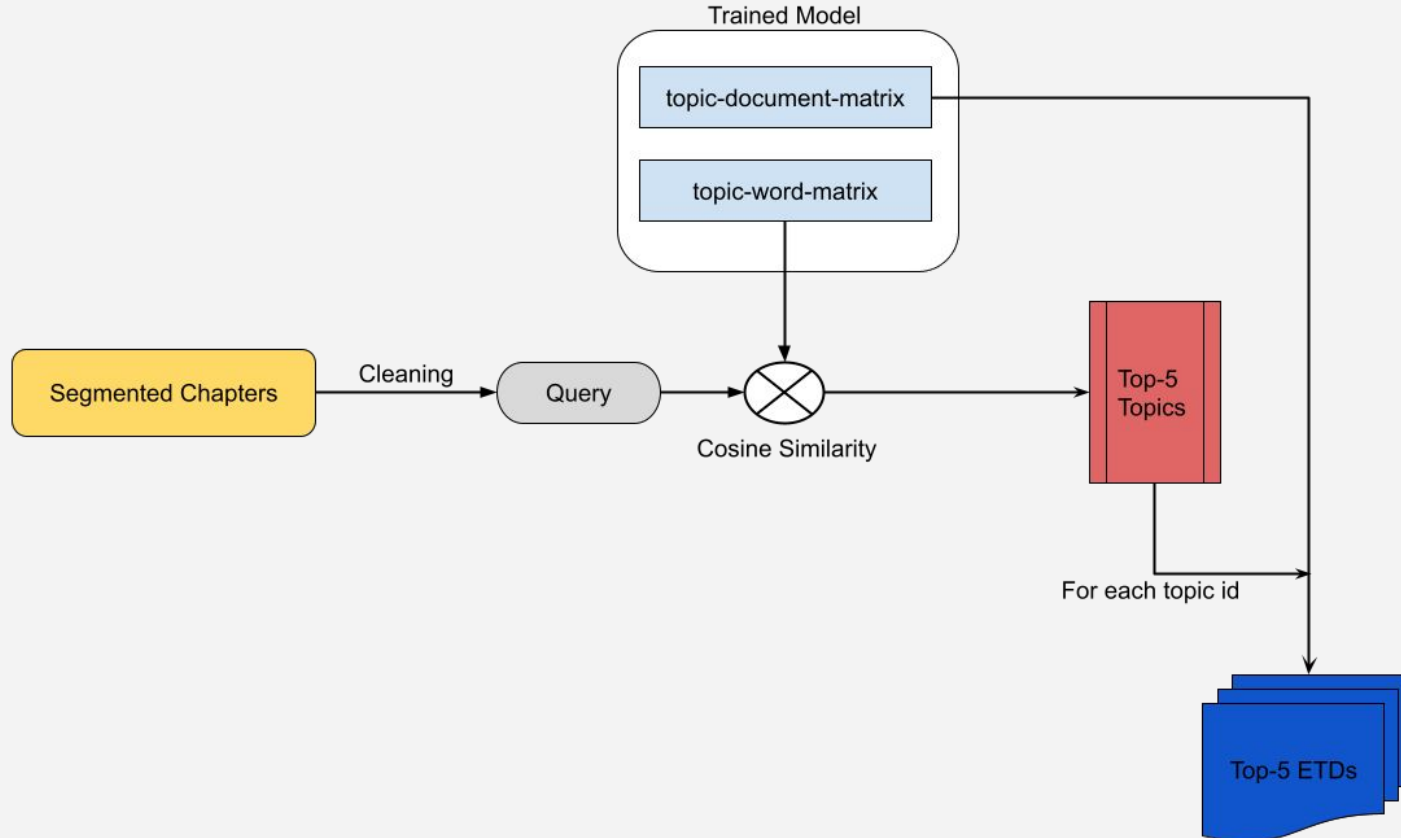 Trained Model
topic-document-matrix
topic-word-matrix
Segmented Chapters
Cleaning
Query
Cosine Similarity
Top-5
Topics
For each topic id
Top-5 ETDs